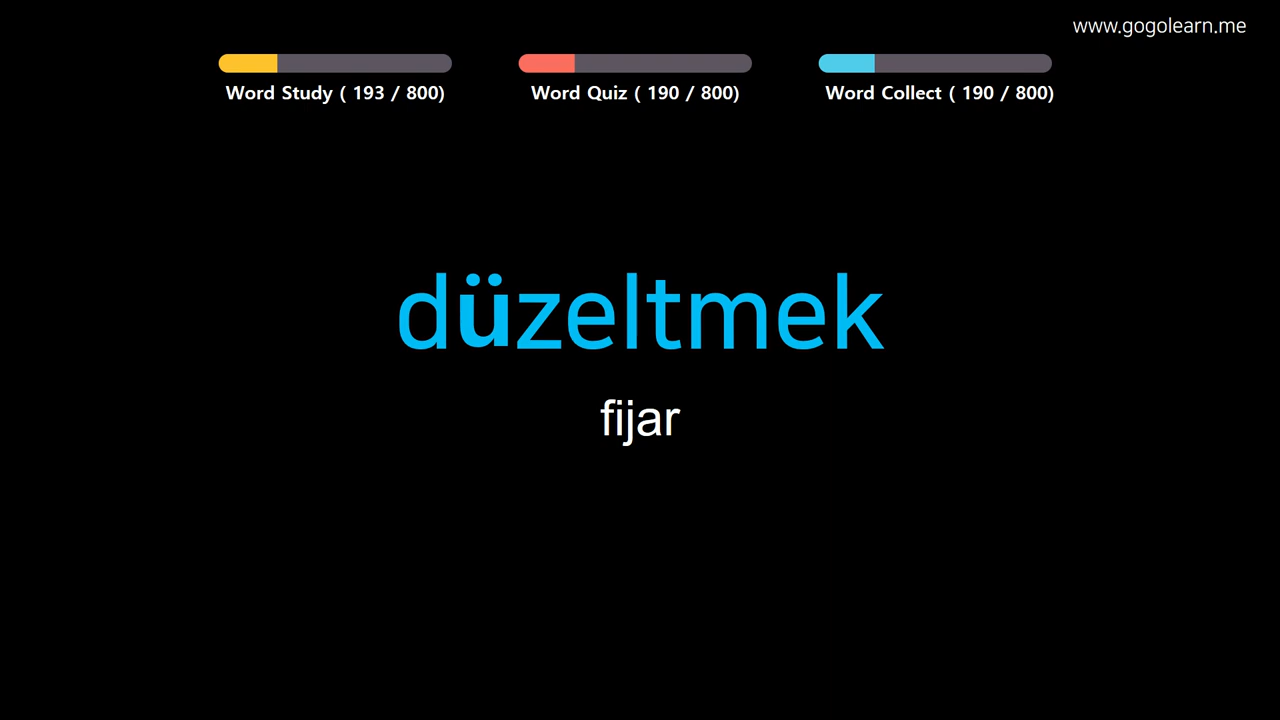 www.gogolearn.me
Word Study ( 193 / 800)
Word Quiz ( 190 / 800)
Word Collect ( 190 / 800)
düzeltmek
fijar